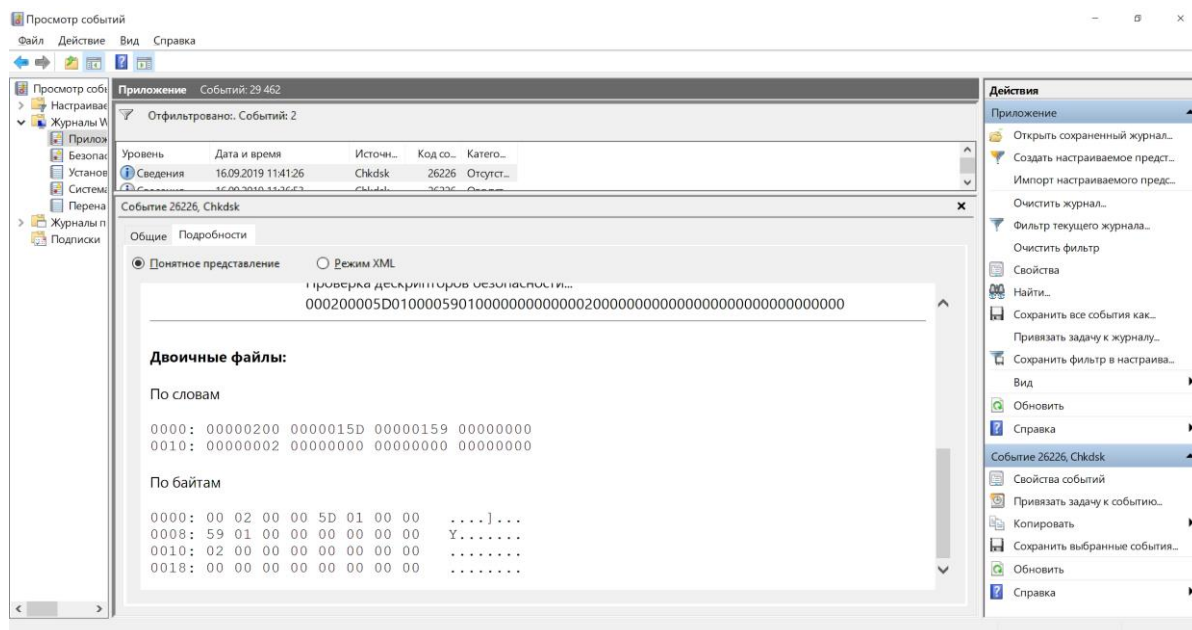 Просмотр событий
Файл Действие Вид Справка
Просмотр собы
Настраивае
Журналы W
Прилож
Безопас
Установ
Система
Перена
Журналы п
Подписки
Приложение Событий: 29 462
Отфильтровано:. Событий: 2
Уровень Дата и время Источн... Код со... Катего...
Сведения 16.09.2019 11:41:26 Chkdsk 26226 Отсутст...
Событие 26226, Chkdsk
Общие Подробности
Понятное представление Режим XML
Проверка дескрипторов безопасности...
000200005D01000059010000000000000200000000000000000000000000000000
Двоичные файлы:
По словам
0000: 00000200 0000015D 00000159 00000000
0010: 00000002 00000000 00000000 00000000
По байтам
0000: 00 02 00 00 5D 01 00 00 ....]...
0008: 59 01 00 00 00 00 00 00 Y.......
0010: 02 00 00 00 00 00 00 00 ........
0018: 00 00 00 00 00 00 00 00 ........
Действия
Приложение
Открыть сохраненный журнал...
Создать настраиваемое предст...
Импорт настраиваемого предс...
Очистить журнал...
Фильтр текущего журнала...
Очистить фильтр
Свойства
Найти...
Сохранить все события как...
Привязать задачу к журналу...
Сохранить фильтр в настраива...
Вид
Обновить
Справка
Событие 26226, Chkdsk
Свойства событий
Привязать задачу к событию...
Копировать
Сохранить выбранные события...
Обновить
Справка